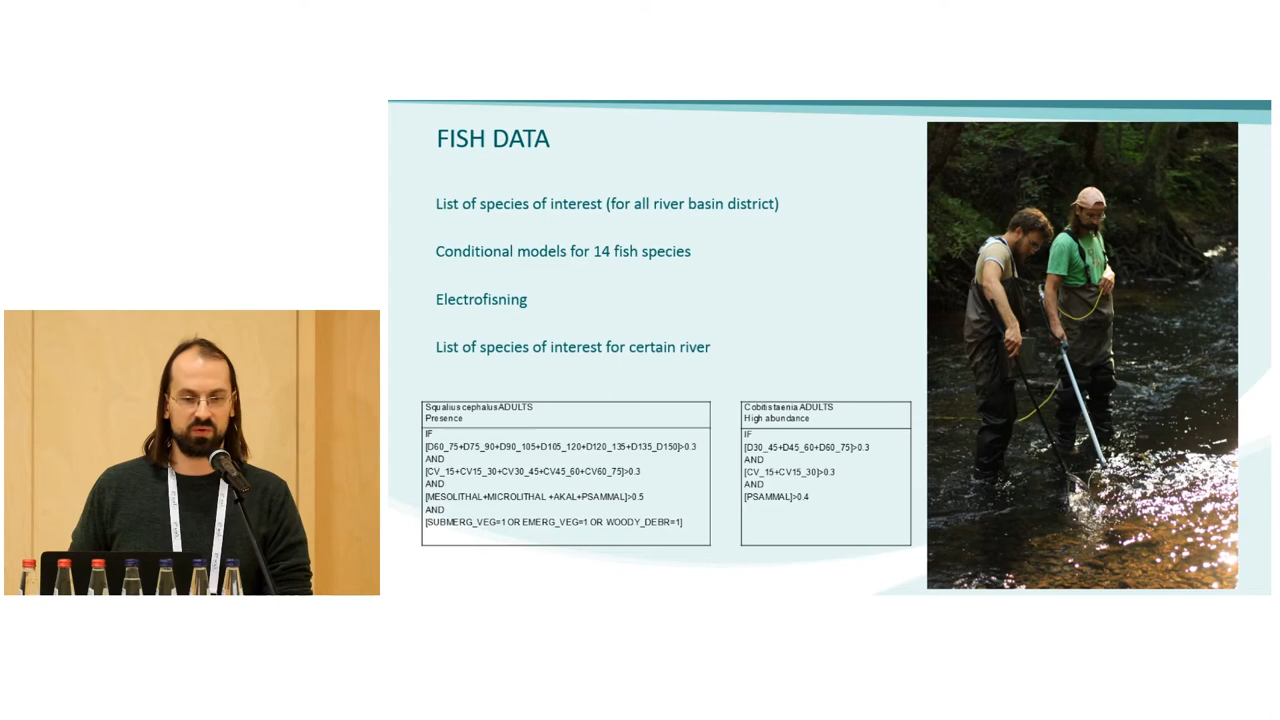 FISH DATA
List of species of interest (for all river basin district)
Conditional models for 14 fish species
Electrofisning
List of species of interest for certain river
Squalius cephalus ADULTS
Presence
IF
[D60_75+D75_90+D90_105+D105_120+D120_135+D135_D150]>0.3
AND
[CV_15+CV15_30+CV30_45+CV45_60+CV60_75]>0.3
AND
[MESOLITHAL+MICROLITHAL +AKAL+PSAMMAL]>0.5
AND
[SUBMERG_VEG=1 OR EMERG_VEG=1 OR WOODY_DEBR=1]
Cobitis taenia ADULTS
High abundance
IF
[D30_45+D45_60+D60_75]>0.3
AND
[CV_15+CV15_30]>0.3
AND
[PSAMMAL]>0.4